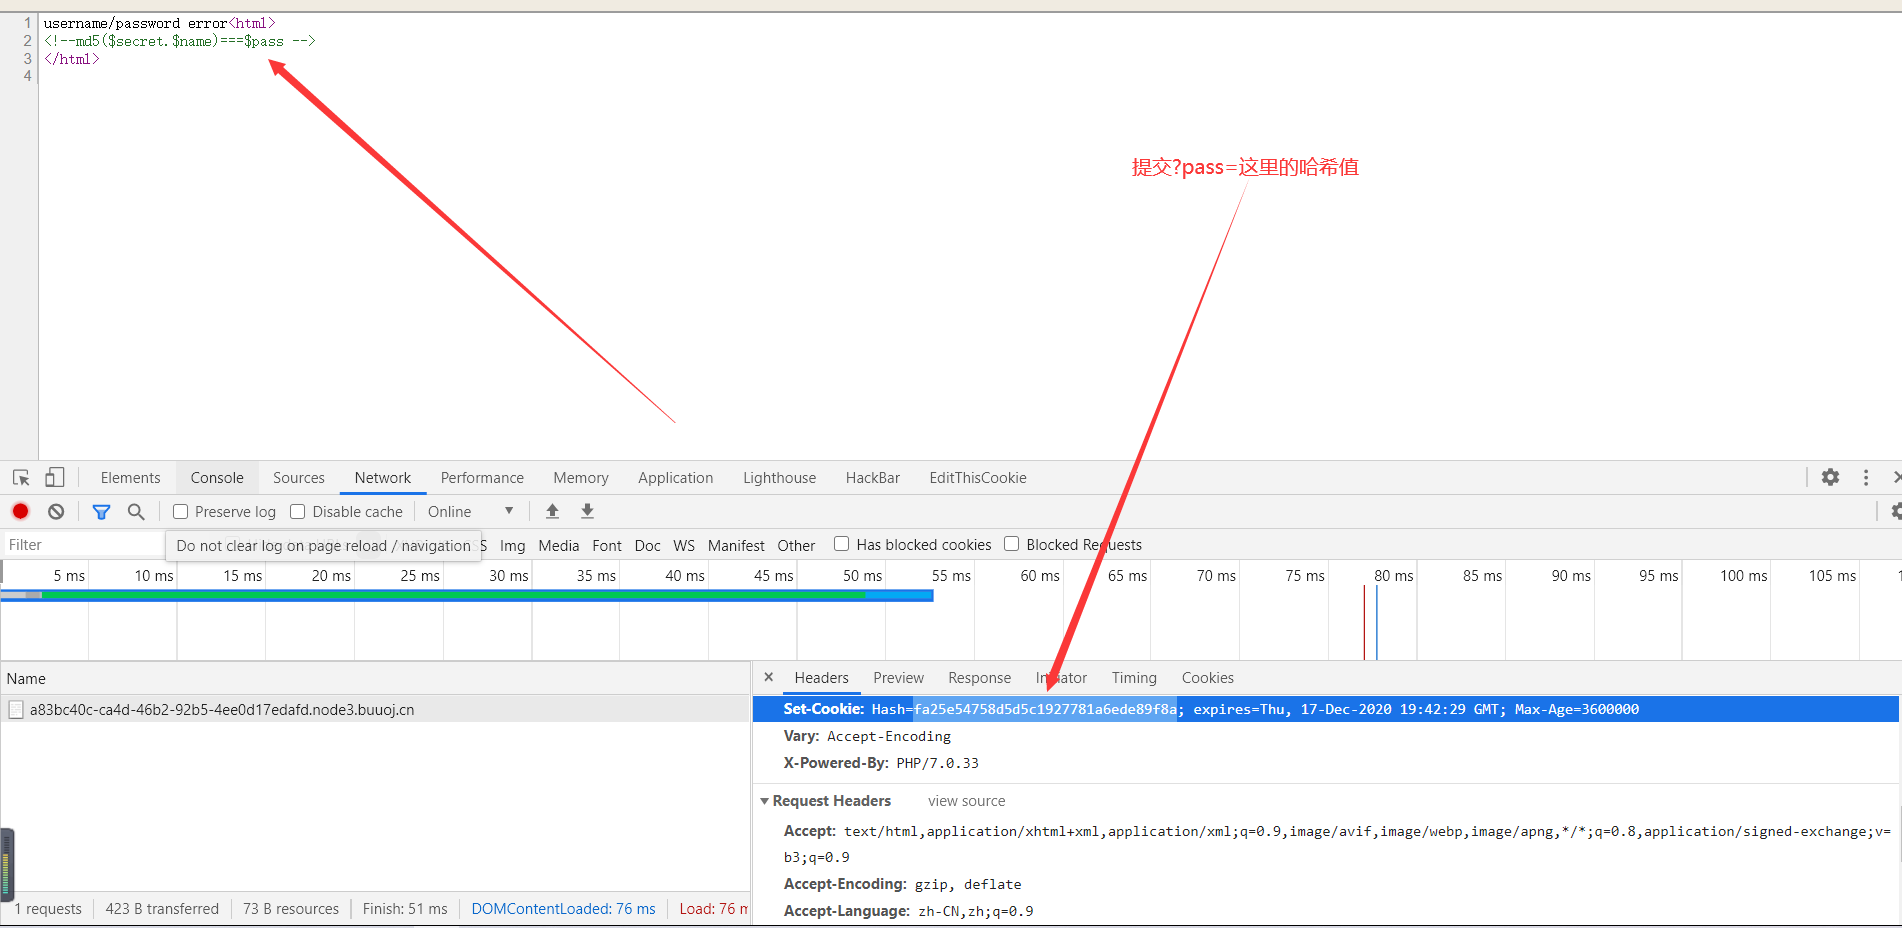 1 username/password error<html>
2 <!--md5($secret.$name)===$pass -->
3 </html>
4
提交?pass=这里的哈希值
Elements Console Sources Network Performance Memory Application Lighthouse HackBar EditThisCookie
Preserve log Disable cache Online
Filter Do not clear log on page reload / navigation S Img Media Font Doc WS Manifest Other Has blocked cookies Blocked Requests
5 ms 10 ms 15 ms 20 ms 25 ms 30 ms 35 ms 40 ms 45 ms 50 ms 55 ms 60 ms 65 ms 70 ms 75 ms 80 ms 85 ms 90 ms 95 ms 100 ms 105 ms
Name
a83bc40c-ca4d-46b2-92b5-4ee0d17edafd.node3.buuoj.cn
× Headers Preview Response Initiator Timing Cookies
Set-Cookie: Hash=fa25e54758d5d5c1927781a6ede89f8a; expires=Thu, 17-Dec-2020 19:42:29 GMT; Max-Age=3600000
Vary: Accept-Encoding
X-Powered-By: PHP/7.0.33
Request Headers view source
Accept: text/html,application/xhtml+xml,application/xml;q=0.9,image/avif,image/webp,image/apng,*/*;q=0.8,application/signed-exchange;v=
b3;q=0.9
Accept-Encoding: gzip, deflate
Accept-Language: zh-CN,zh;q=0.9
1 requests 423 B transferred 73 B resources Finish: 51 ms DOMContentLoaded: 76 ms Load: 76 m